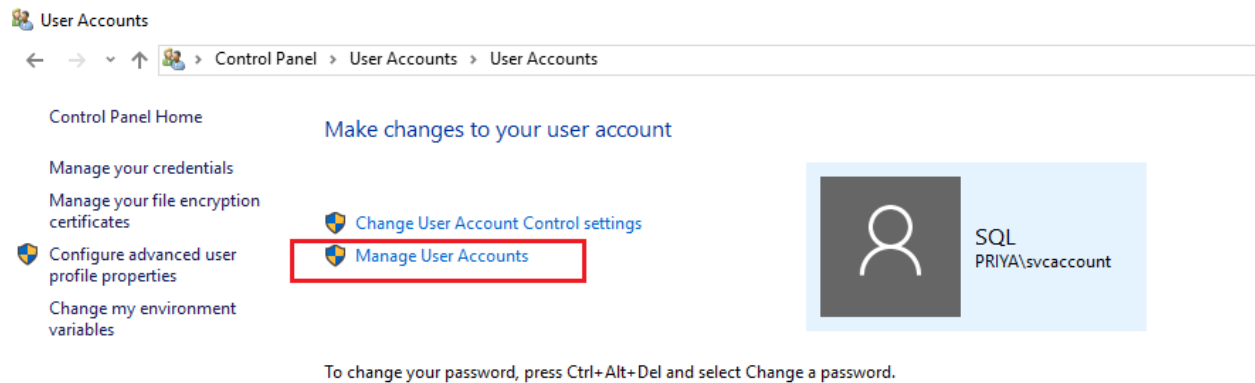 User Accounts
Control Panel > User Accounts > User Accounts
Control Panel Home
Manage your credentials
Manage your file encryption
certificates
Configure advanced user
profile properties
Change my environment
variables
Make changes to your user account
Change User Account Control settings
Manage User Accounts
SQL
PRIYA\svcaccount
To change your password, press Ctrl+Alt+Del and select Change a password.